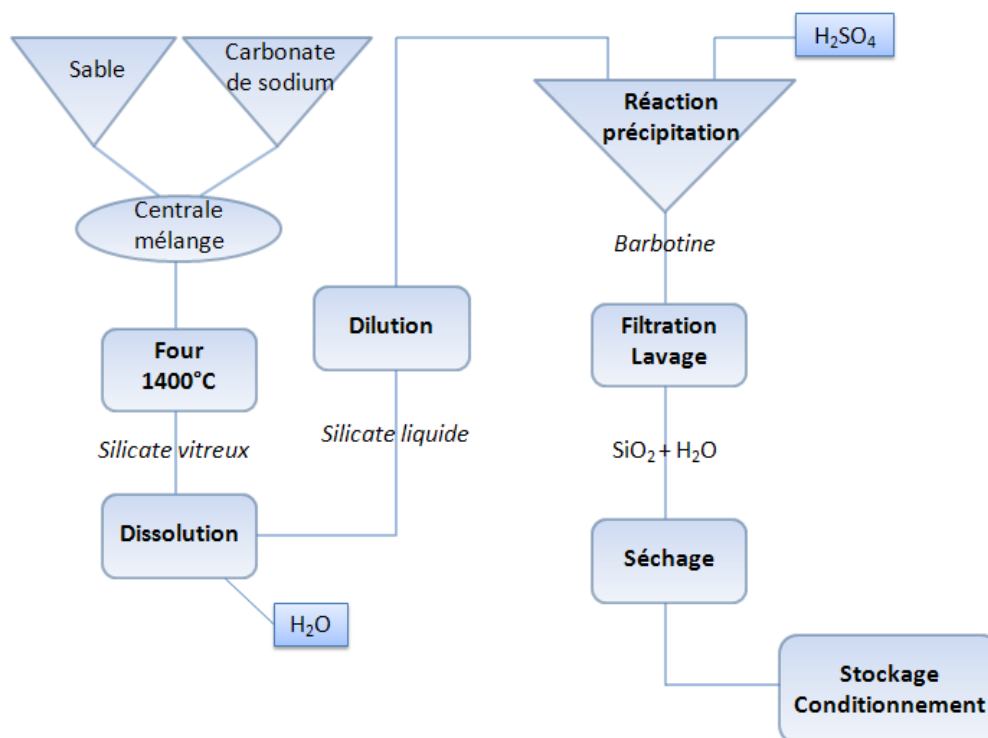 Sable
Carbonate
de sodium
Centrale
mélange
Four
1400°C
Silicate vitreux
Dissolution
H₂O
Silicate liquide
Dilution
H₂SO₄
Réaction
précipitation
Barbotine
Filtration
Lavage
SiO₂ + H₂O
Séchage
Stockage
Conditionnement